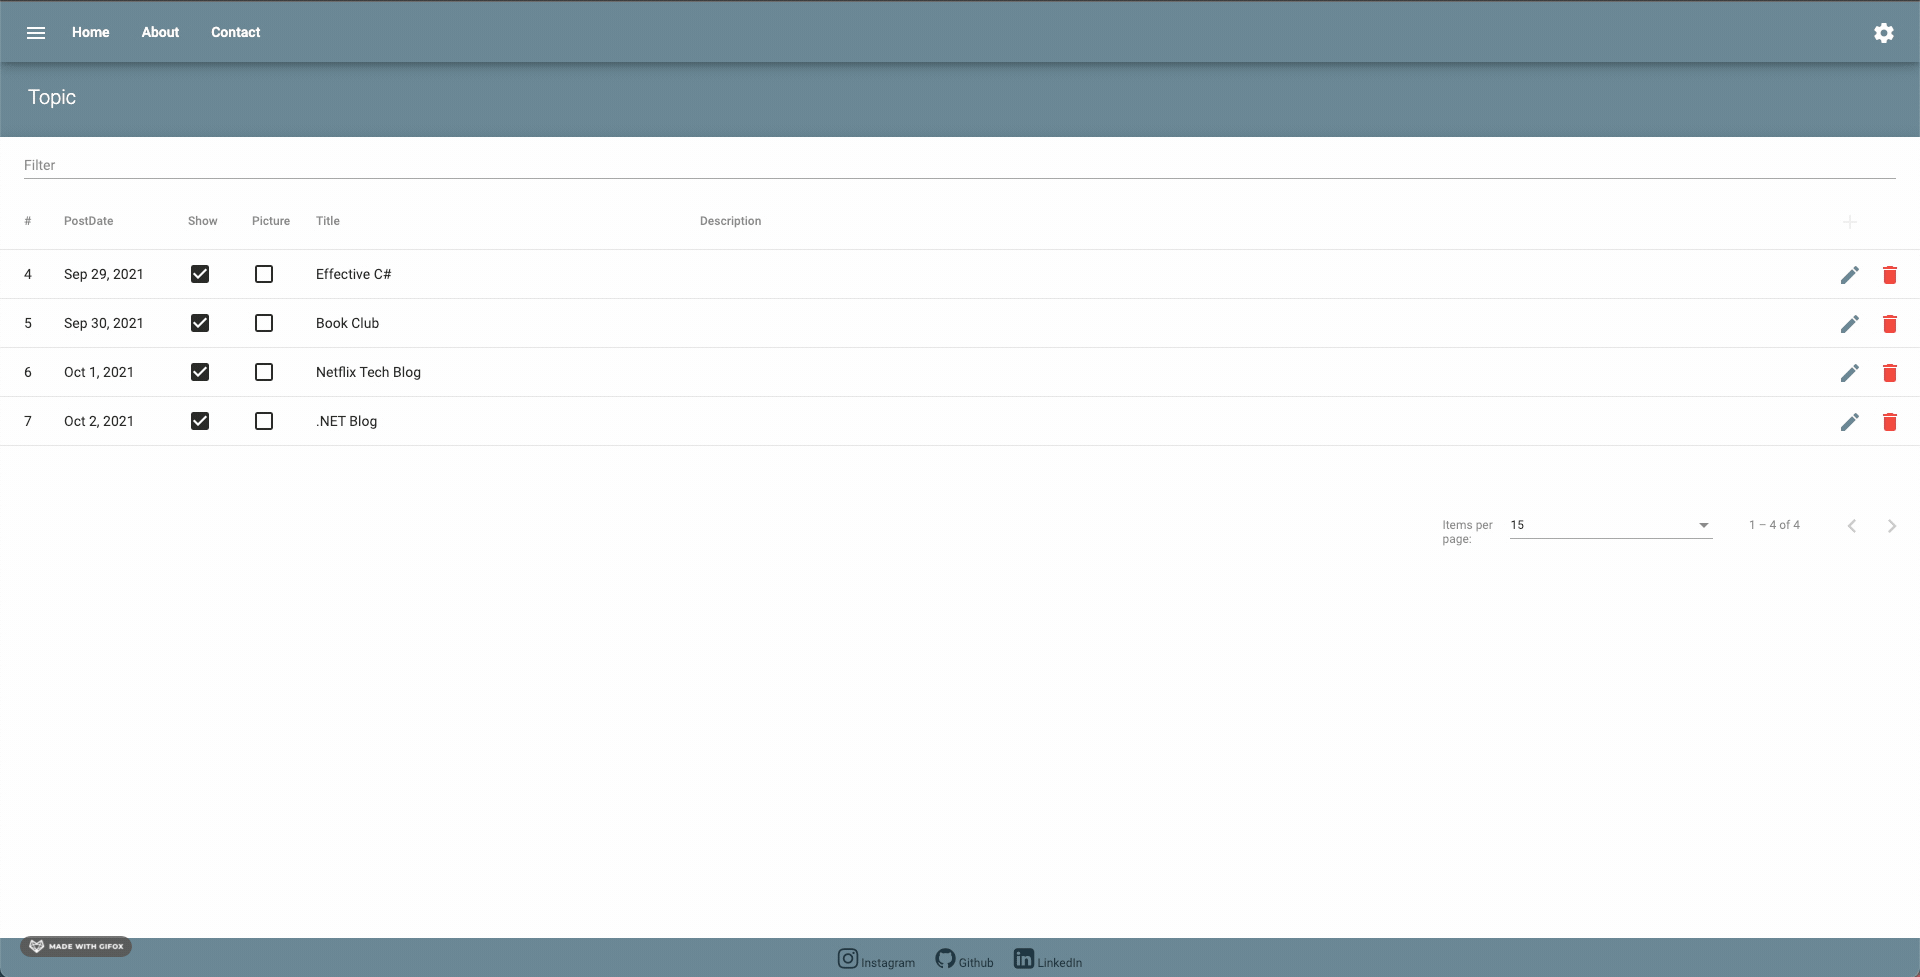 Home About Contact
Topic
Filter
# PostDate Show Picture Title Description
4 Sep 29, 2021 Effective C#
5 Sep 30, 2021 Book Club
6 Oct 1, 2021 Netflix Tech Blog
7 Oct 2, 2021 .NET Blog
Items per page: 15 1 – 4 of 4
MADE WITH GIFOX
Instagram Github LinkedIn